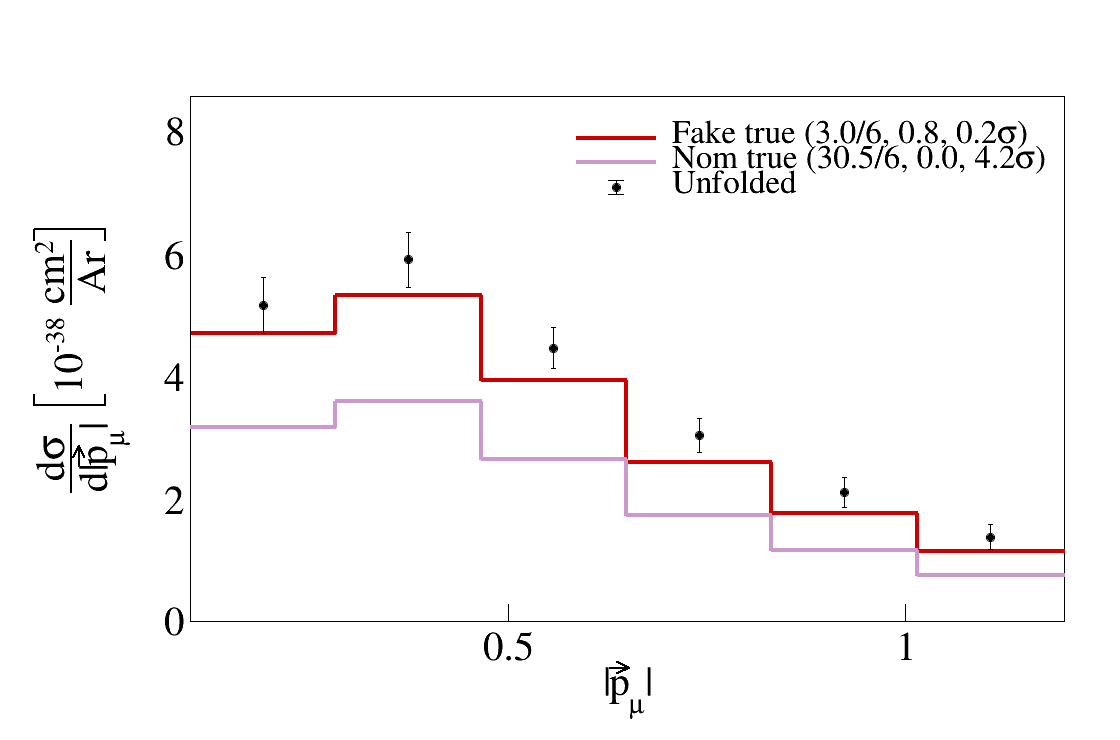 Fake true (3.0/6, 0.8, 0.2σ)
Nom true (30.5/6, 0.0, 4.2σ)
Unfolded
8
6
4
2
0
0.5
1
|p⃗μ|
dσ/d|p⃗μ| [10⁻³⁸ cm²/Ar]